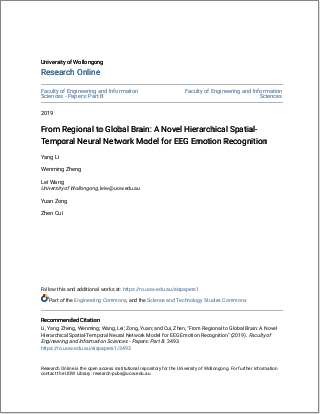 University of Wollongong
Research Online
Faculty of Engineering and Information
Sciences - Papers: Part B
Faculty of Engineering and Information
Sciences
2019
From Regional to Global Brain: A Novel Hierarchical Spatial-
Temporal Neural Network Model for EEG Emotion Recognition
Yang Li
Wenming Zheng
Lei Wang
University of Wollongong, leiw@uow.edu.au
Yuan Zong
Zhen Cui
Follow this and additional works at: https://ro.uow.edu.au/eispapers1
Part of the Engineering Commons, and the Science and Technology Studies Commons
Recommended Citation
Li, Yang; Zheng, Wenming; Wang, Lei; Zong, Yuan; and Cui, Zhen, "From Regional to Global Brain: A Novel
Hierarchical Spatial-Temporal Neural Network Model for EEG Emotion Recognition" (2019). Faculty of
Engineering and Information Sciences - Papers: Part B. 3493.
https://ro.uow.edu.au/eispapers1/3493
Research Online is the open access institutional repository for the University of Wollongong. For further information
contact the UOW Library: research-pubs@uow.edu.au